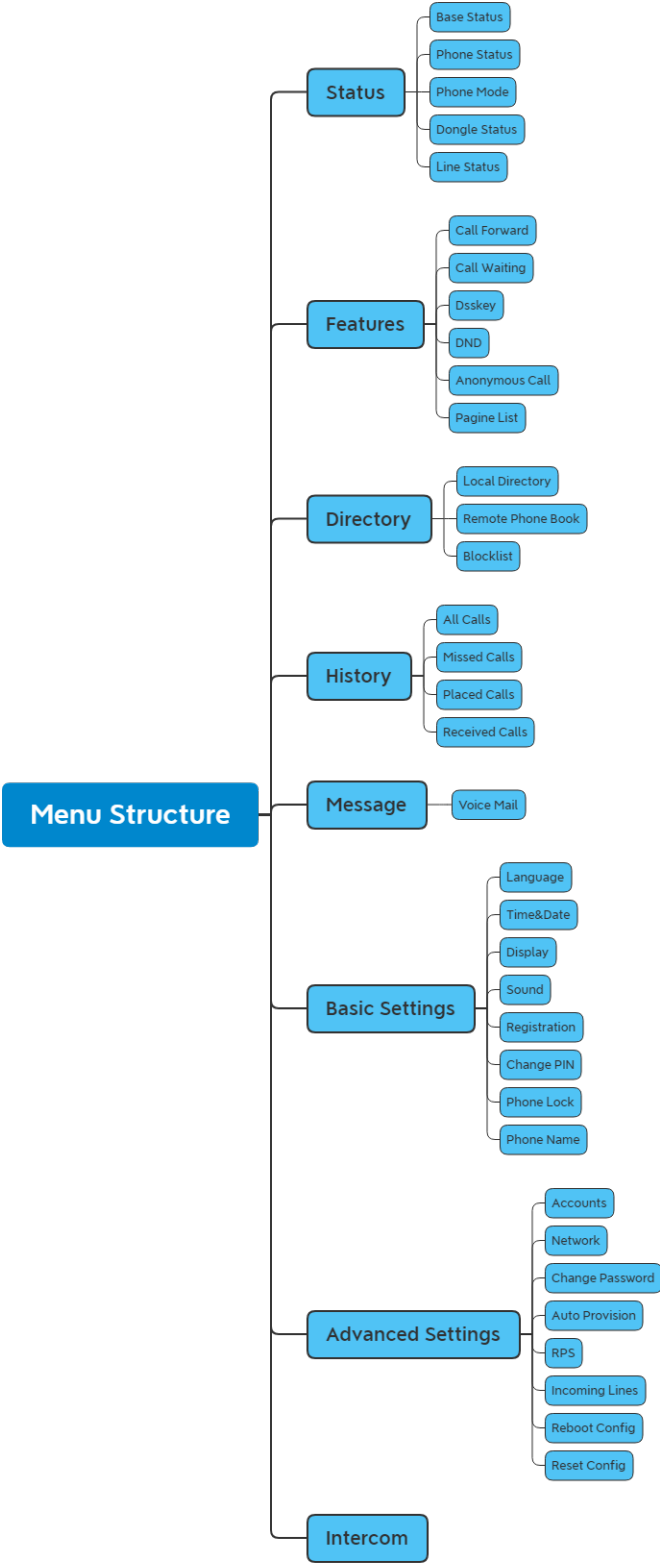 Menu Structure
Status
Base Status
Phone Status
Phone Mode
Dongle Status
Line Status
Features
Call Forward
Call Waiting
Dsskey
DND
Anonymous Call
Pagine List
Directory
Local Directory
Remote Phone Book
Blocklist
History
All Calls
Missed Calls
Placed Calls
Received Calls
Message
Voice Mail
Basic Settings
Language
Time&Date
Display
Sound
Registration
Change PIN
Phone Lock
Phone Name
Advanced Settings
Accounts
Network
Change Password
Auto Provision
RPS
Incoming Lines
Reboot Config
Reset Config
Intercom